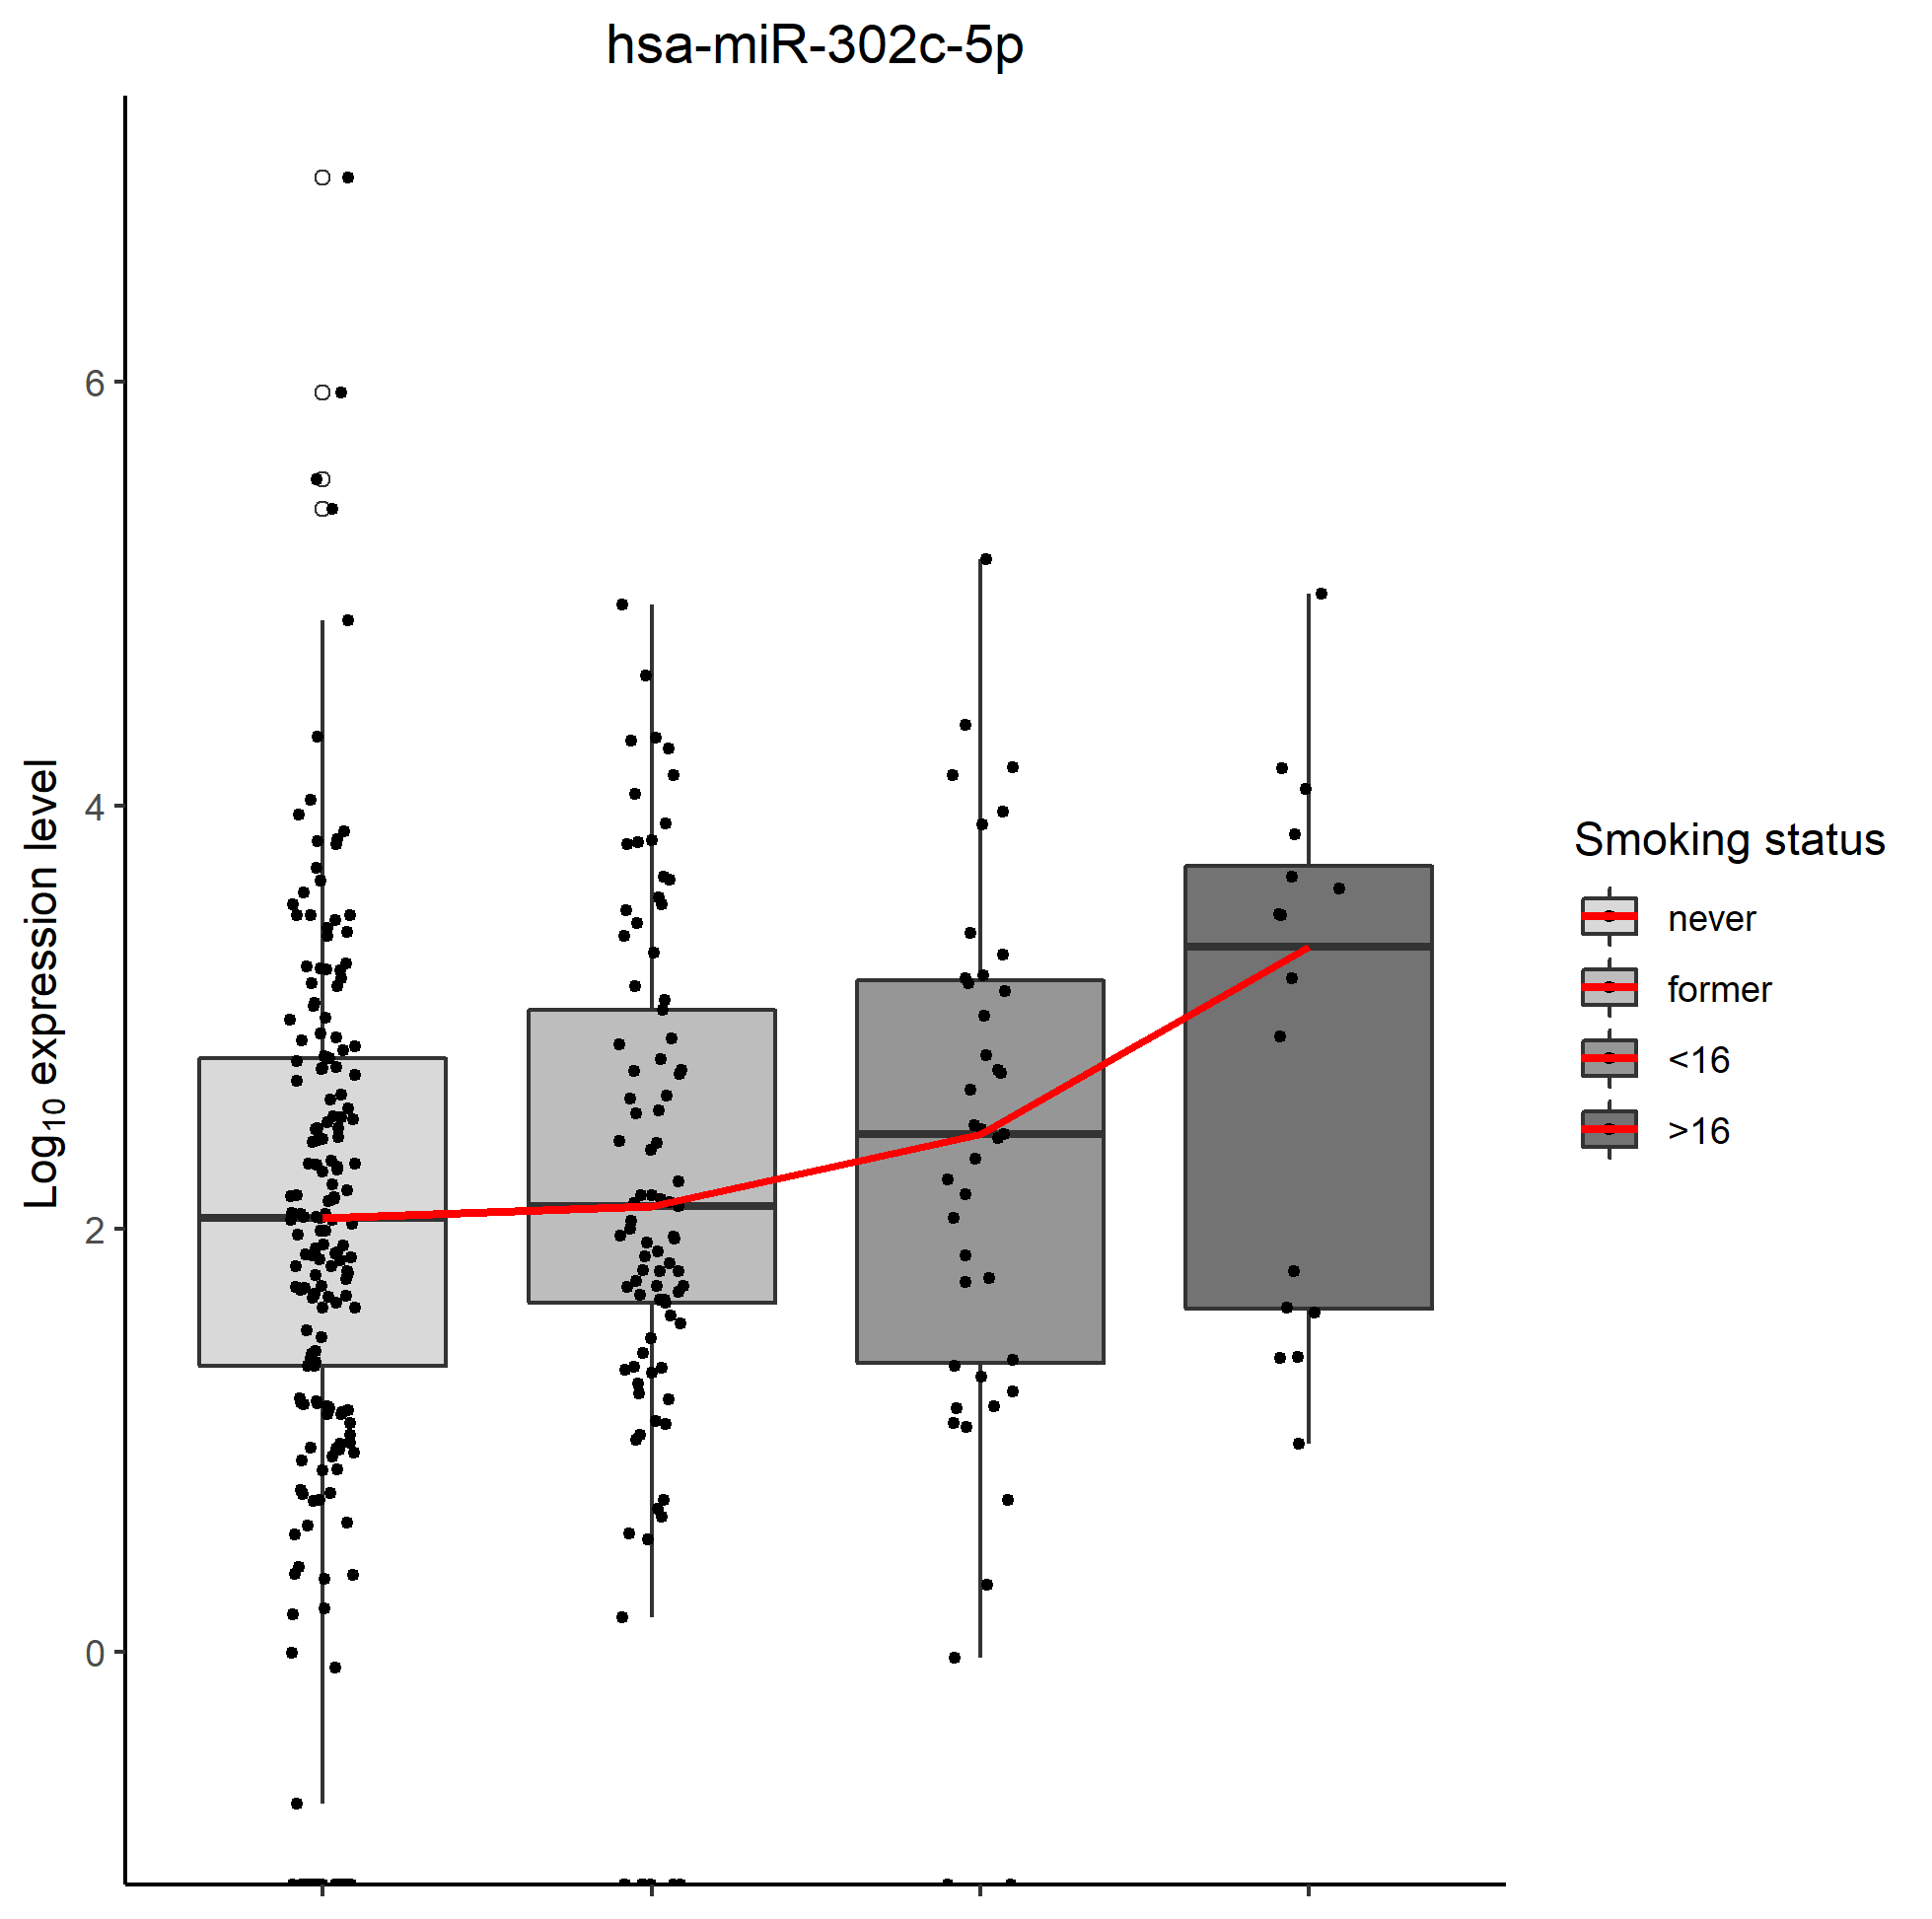 hsa-miR-302c-5p
Log₁₀ expression level
6
4
2
0
Smoking status
never
former
<16
>16